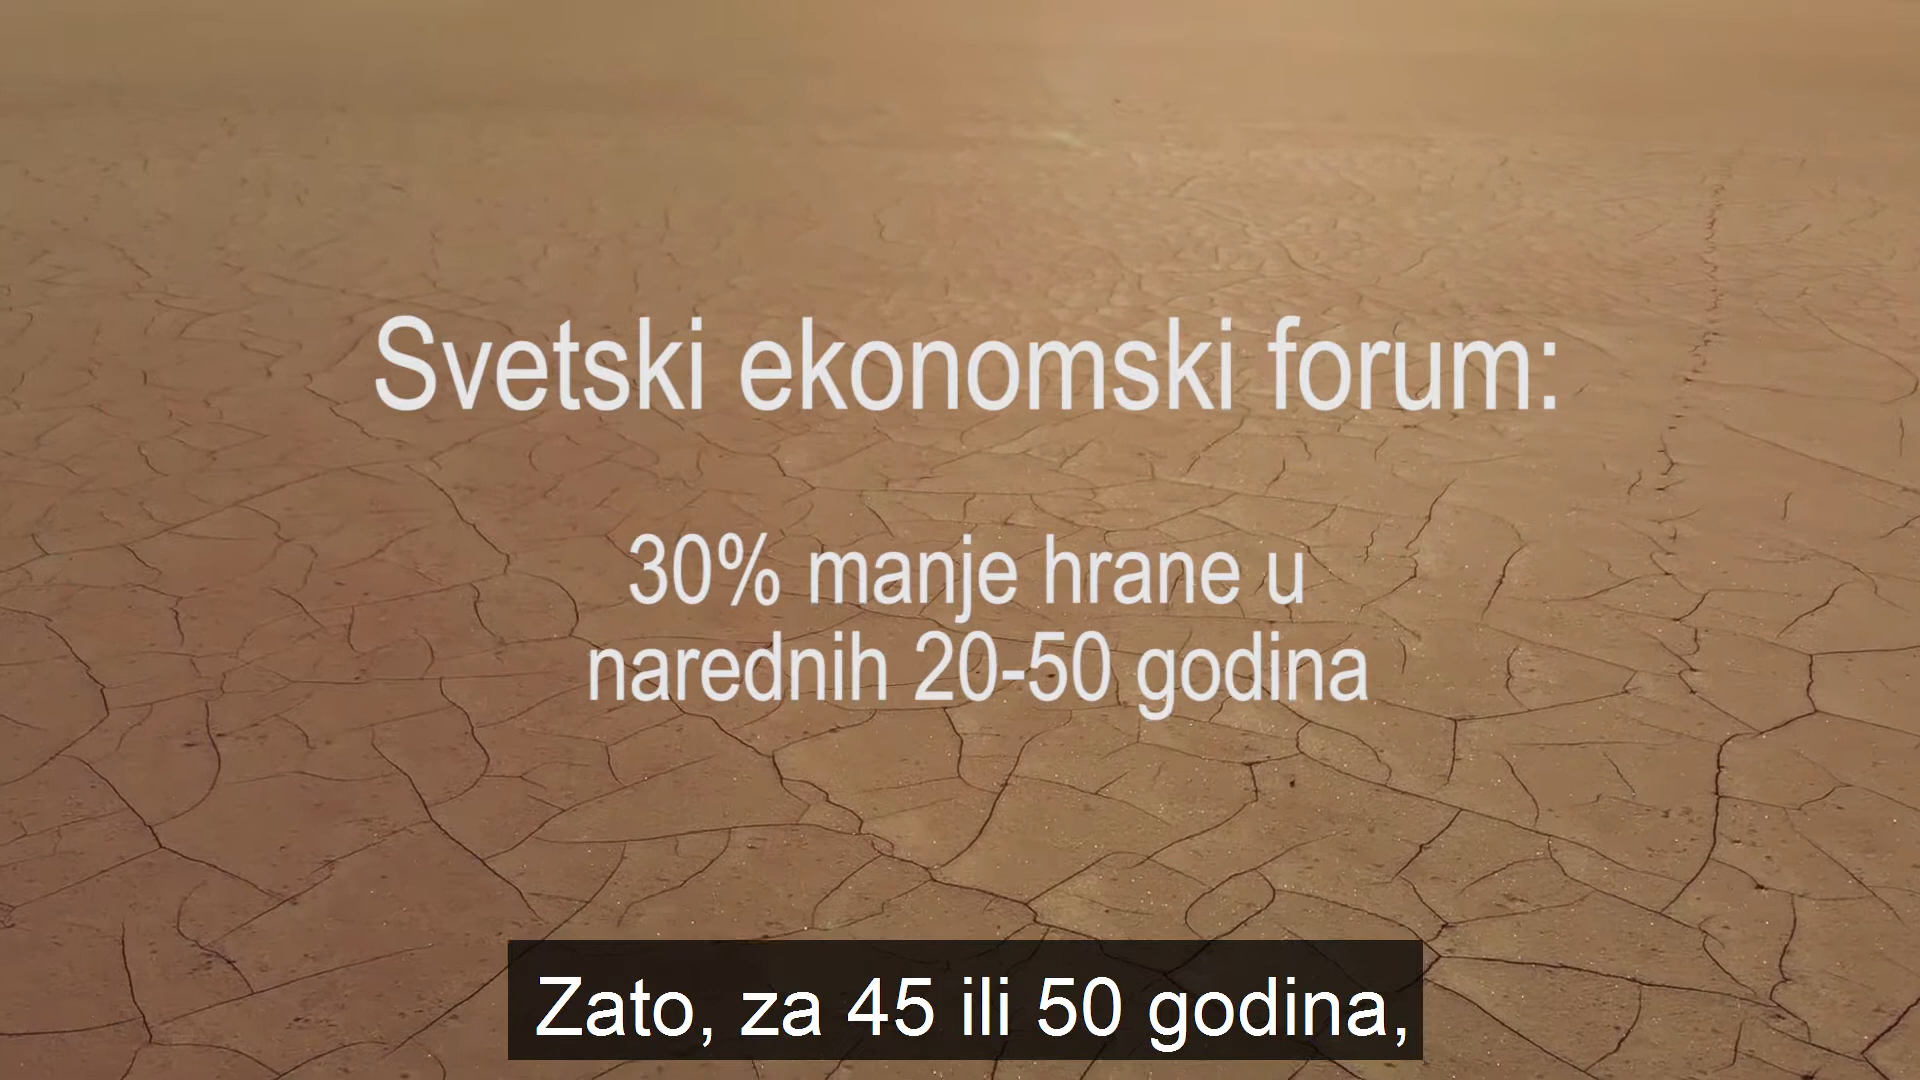 Svetski ekonomski forum:
30% manje hrane u
narednih 20-50 godina
Zato, za 45 ili 50 godina,